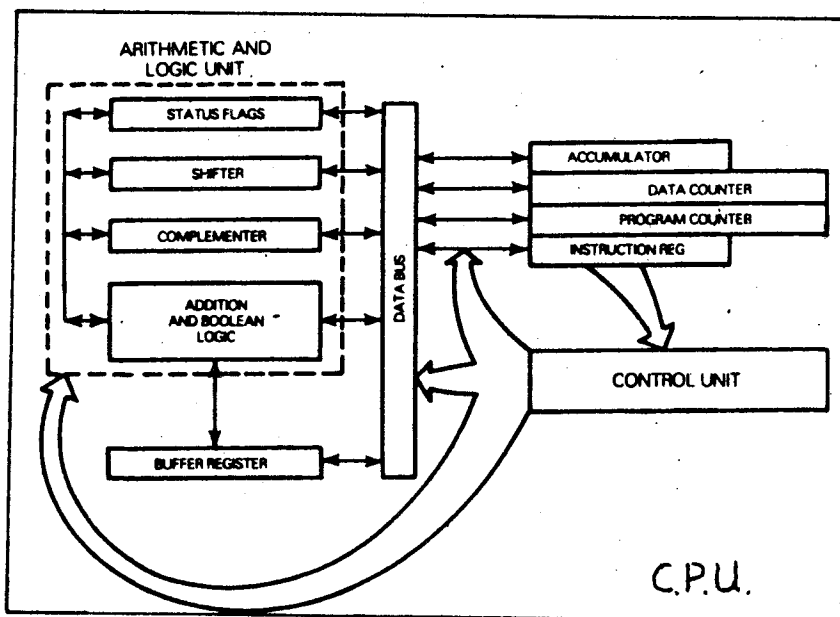 ARITHMETIC AND
LOGIC UNIT
STATUS FLAGS
SHIFTER
COMPLEMENTER
ADDITION
AND BOOLEAN
LOGIC
BUFFER REGISTER
DATA BUS
ACCUMULATOR
DATA COUNTER
PROGRAM COUNTER
INSTRUCTION REG
CONTROL UNIT
C.P.U.